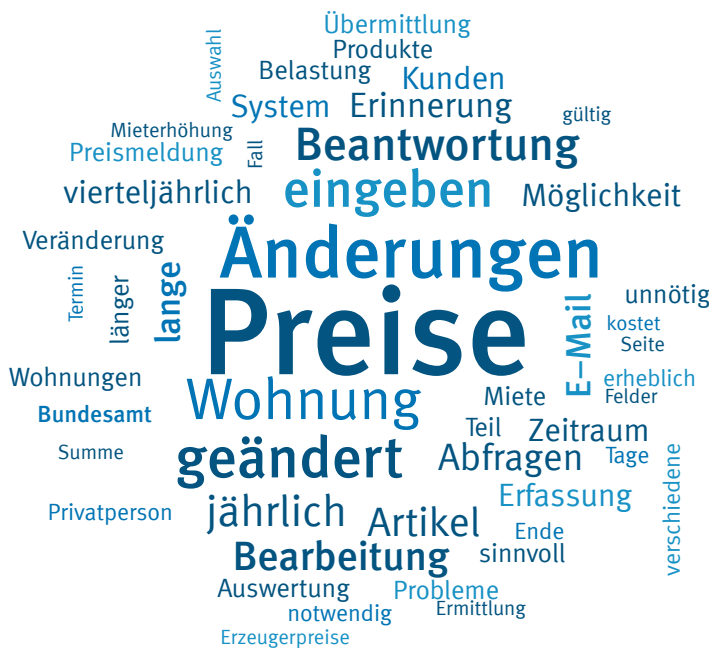 Übermittlung
Auswahl
Produkte
Belastung
Kunden
System
Erinnerung
gültig
Mieterhöhung
Preismeldung
Fall
Beantwortung
vierteljährlich
eingeben
Möglichkeit
Veränderung
Änderungen
Termin
länger
lange
Preise
E–Mail
unnötig
kostet
Seite
Wohnungen
Wohnung
Miete
erheblich
Felder
Bundesamt
Teil
Zeitraum
Summe
geändert
Abfragen
Tage
verschiedene
Privatperson
jährlich
Artikel
Erfassung
Ende
Bearbeitung
sinnvoll
Auswertung
Probleme
notwendig
Ermittlung
Erzeugerpreise